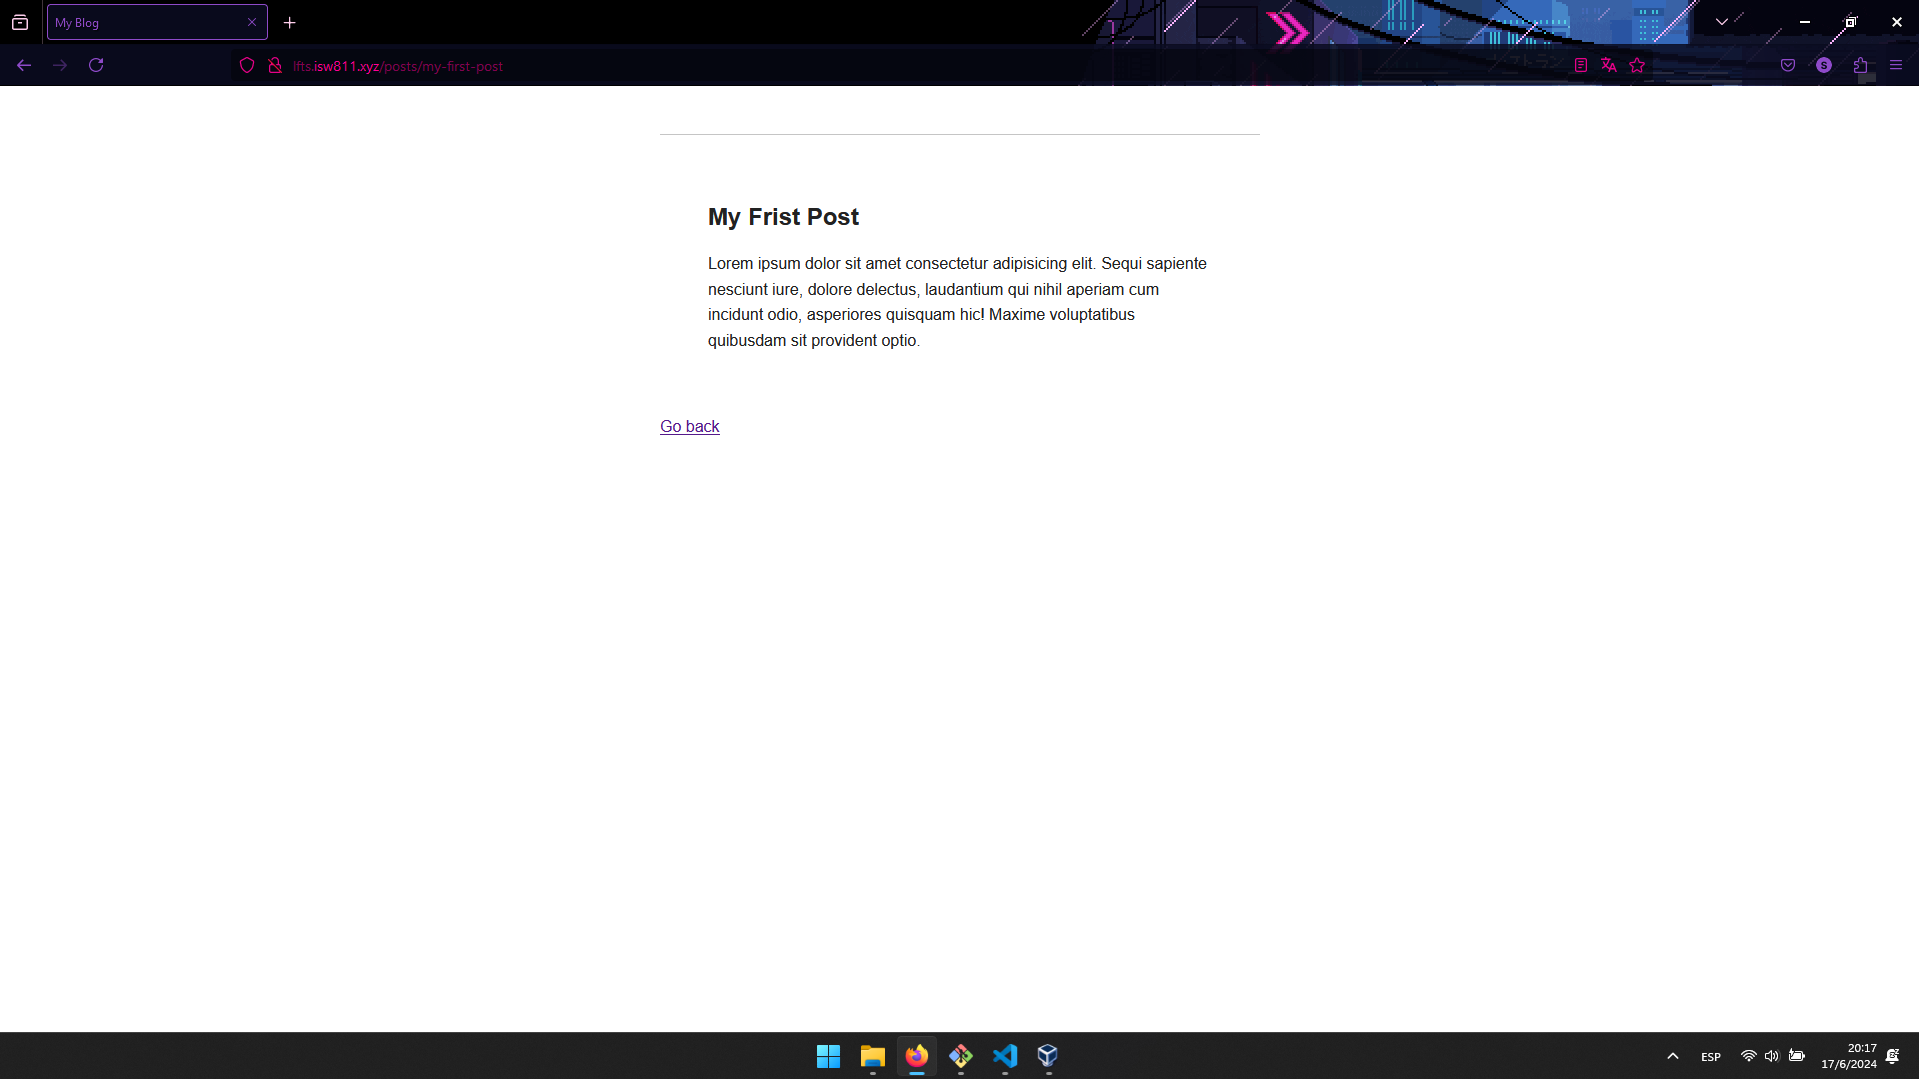 My Blog
lfts.isw811.xyz/posts/my-first-post
S
My Frist Post
Lorem ipsum dolor sit amet consectetur adipisicing elit. Sequi sapiente
nesciunt iure, dolore delectus, laudantium qui nihil aperiam cum
incidunt odio, asperiores quisquam hic! Maxime voluptatibus
quibusdam sit provident optio.
Go back
ESP
20:17
17/6/2024